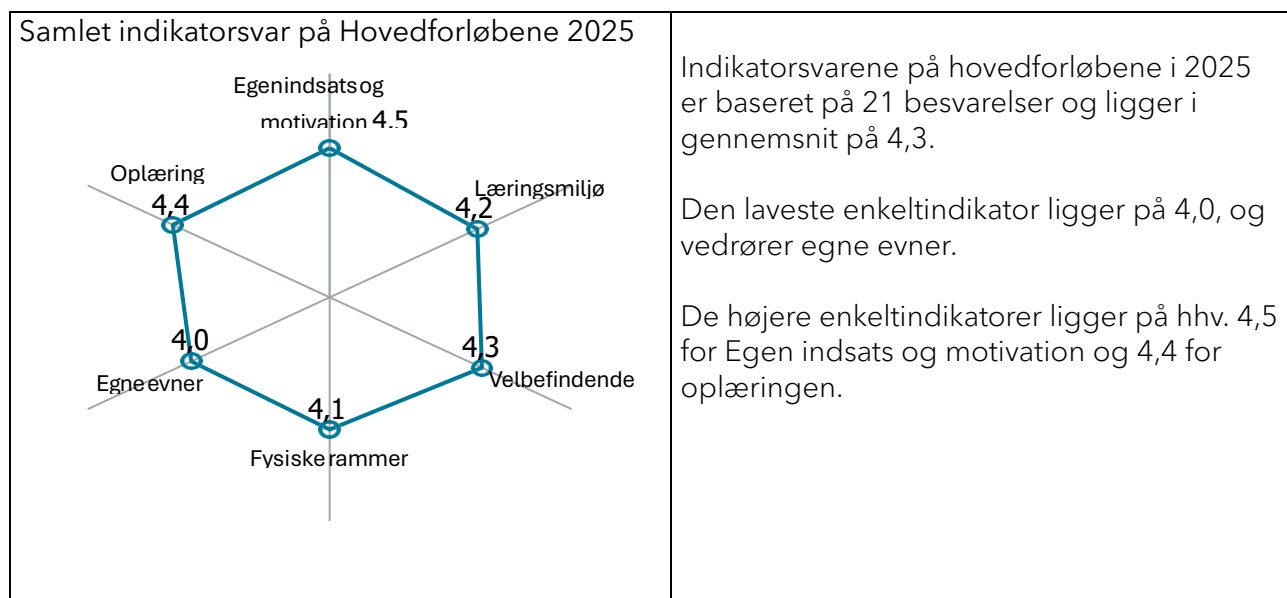 Samlet indikatorsvar på Hovedforløbene 2025
Egenindsats og
motivation 4,5
Læringsmiljø
4,2
4,3
Velbefindende
4,1
Fysiske rammer
4,0
Egne evner
Oplæring
4,4
Indikatorsvarene på hovedforløbene i 2025
er baseret på 21 besvarelser og ligger i
gennemsnit på 4,3.
Den laveste enkeltindikator ligger på 4,0, og
vedrører egne evner.
De højere enkeltindikatorer ligger på hhv. 4,5
for Egen indsats og motivation og 4,4 for
oplæringen.